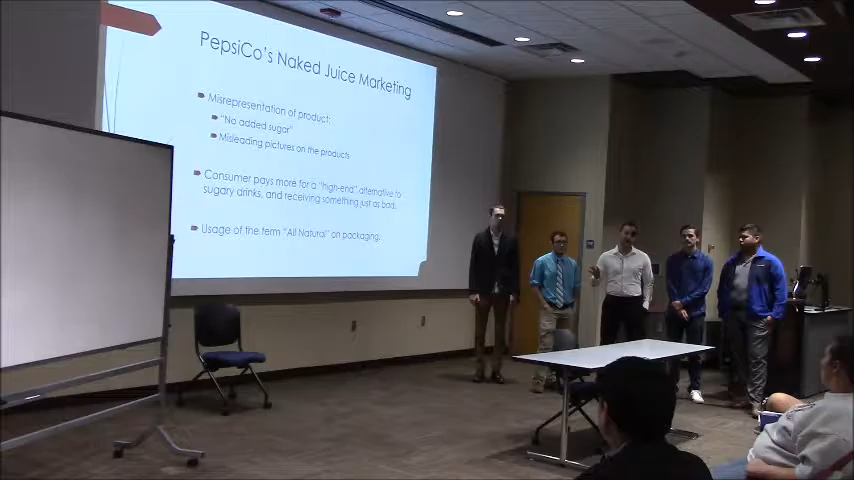 PepsiCo's Naked Juice Marketing
Misrepresentation of product:
"No added sugar"
Misleading pictures on the products
Consumer pays more for a "high-end" alternative to
sugary drinks, and receiving something just as bad.
Usage of the term "All Natural" on packaging.